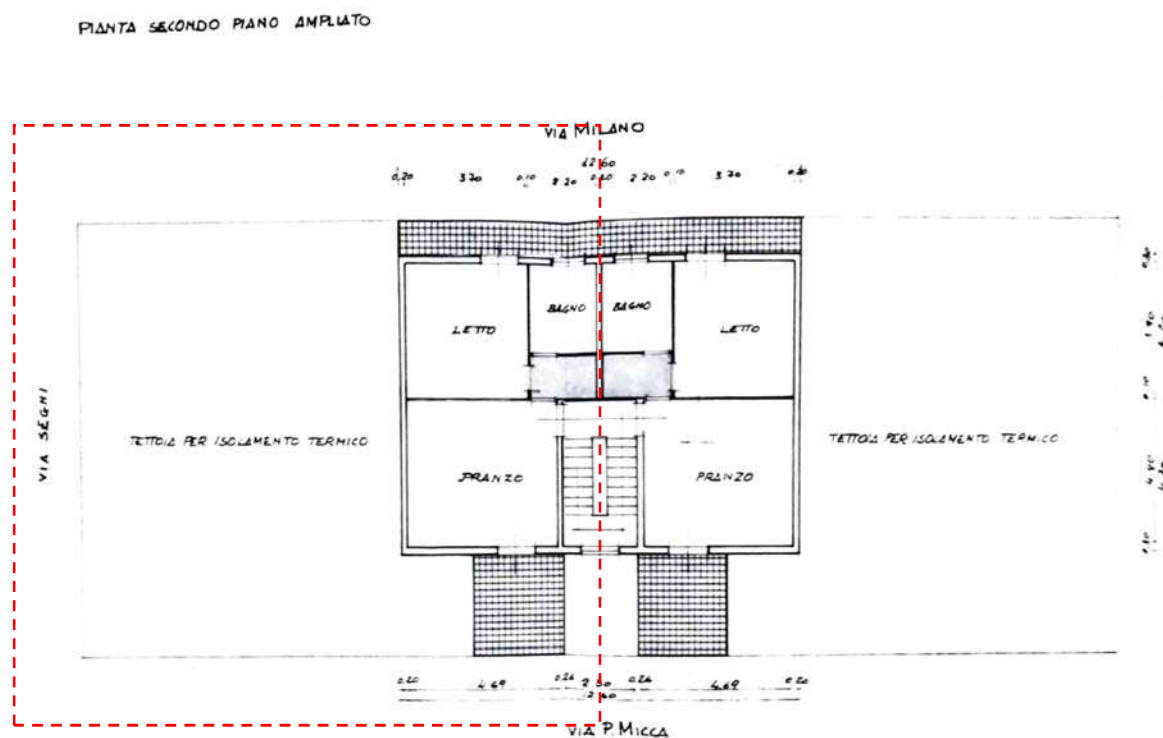 PIANTA SECONDO PIANO AMPLIATO
VIA MILANO
12.60
0.20 3.70 0.10 2.20 0.20 2.20 0.10 3.70 0.20
BAGNO BAGNO
LETTO LETTO
VIA SEGNI
TETTOIA PER ISOLAMENTO TERMICO
TETTOIA PER ISOLAMENTO TERMICO
PRANZO PRANZO
0.20 4.69 0.26 2.50 0.26 4.69 0.20
12.60
VIA P. MICCA